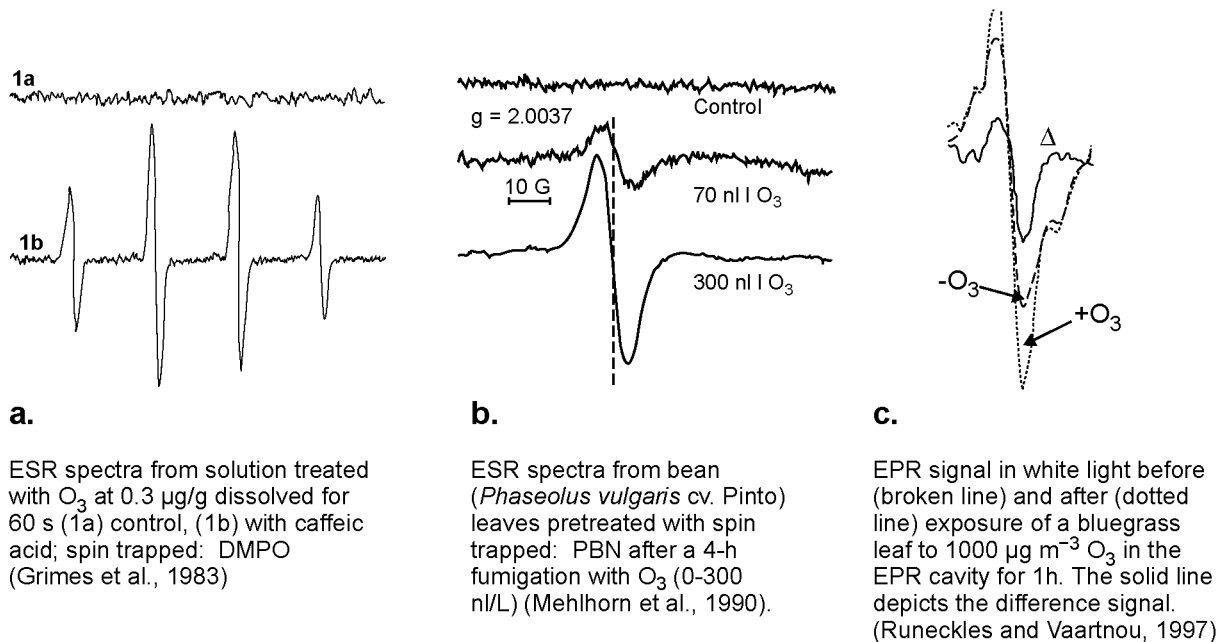 1a
1b
Control
g = 2.0037
10 G
70 nl l O₃
300 nl l O₃
Δ
-O₃
+O₃
a.
ESR spectra from solution treated
with O₃ at 0.3 µg/g dissolved for
60 s (1a) control, (1b) with caffeic
acid; spin trapped: DMPO
(Grimes et al., 1983)
b.
ESR spectra from bean
(Phaseolus vulgaris cv. Pinto)
leaves pretreated with spin
trapped: PBN after a 4-h
fumigation with O₃ (0-300
nl/L) (Mehlhorn et al., 1990).
c.
EPR signal in white light before
(broken line) and after (dotted
line) exposure of a bluegrass
leaf to 1000 µg m⁻³ O₃ in the
EPR cavity for 1h. The solid line
depicts the difference signal.
(Runeckles and Vaartnou, 1997)